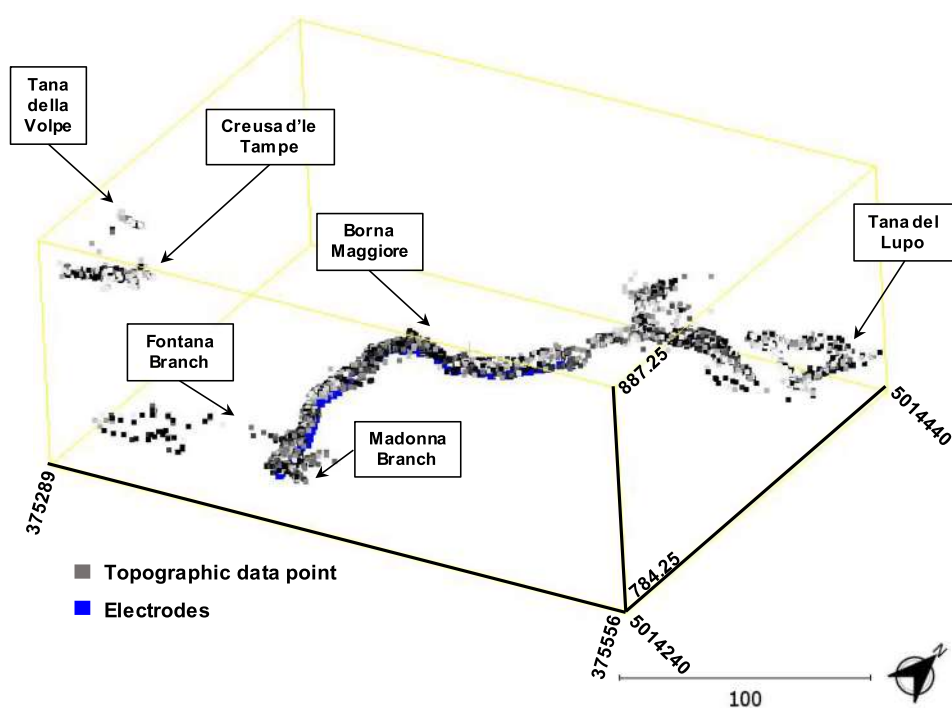 Tana
della
Volpe
Creusa d'le
Tampe
Borna
Maggiore
Tana del
Lupo
Fontana
Branch
Madonna
Branch
887.25
5014440
375289
784.25
375556
5014240
Topographic data point
Electrodes
100
N